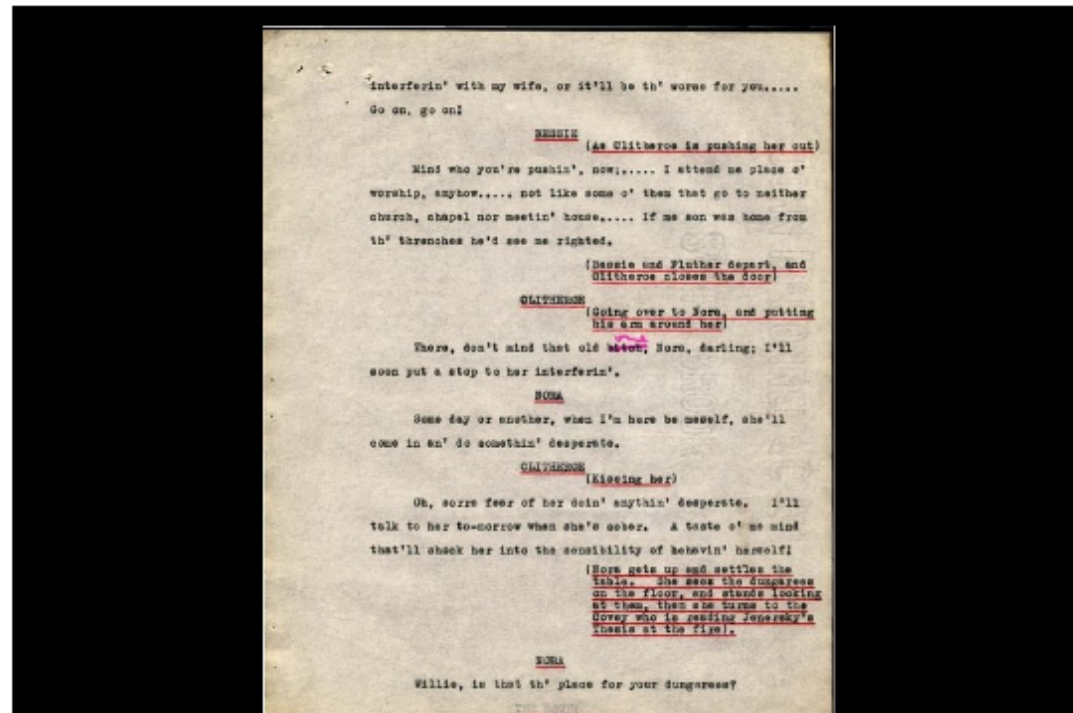 interferin' with my wife, or it'll be th' worse for you.....
Go on, go on!
BESSIE
(As Clitheroe is pushing her out)
Mind who you're pushin', now;..... I attend me place o'
worship, anyhow..... not like some o' them that go to neither
church, chapel nor meetin' house..... If me son was home from
th' threnches he'd see me righted.
(Bessie and Fluther depart, and
Clitheroe closes the door)
CLITHEROE
(Going over to Nora, and putting
his arm around her)
There, don't mind that old bitch, Nora, darling; I'll
soon put a stop to her interferin'.
NORA
Some day or another, when I'm here be meself, she'll
come in an' do somethin' desperate.
CLITHEROE
(Kissing her)
Oh, sorra fear of her doin' anythin' desperate. I'll
talk to her to-morrow when she's sober. A taste o' me mind
that'll shock her into the sensibility of behavin' herself!
(Nora gets up and settles the
table. She sees the dungarees
on the floor, and stands looking
at them, then she turns to the
Covey who is reading Jenersky's
Thesis at the fire).
NORA
Willie, is that th' place for your dungarees?